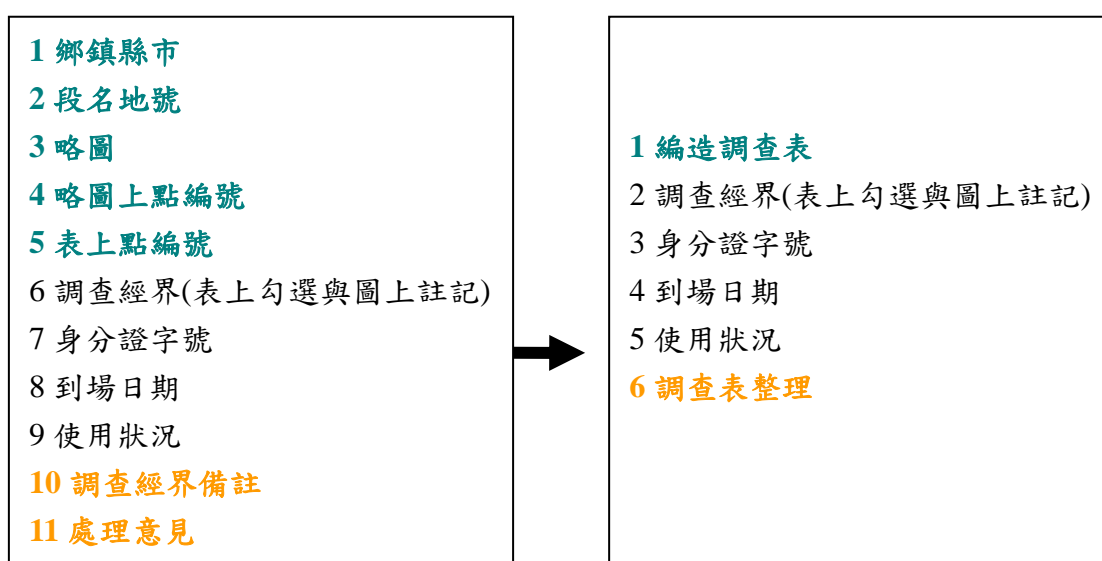 1 鄉鎮縣市
2 段名地號
3 略圖
4 略圖上點編號
5 表上點編號
6 調查經界(表上勾選與圖上註記)
7 身分證字號
8 到場日期
9 使用狀況
10 調查經界備註
11 處理意見
1 編造調查表
2 調查經界(表上勾選與圖上註記)
3 身分證字號
4 到場日期
5 使用狀況
6 調查表整理